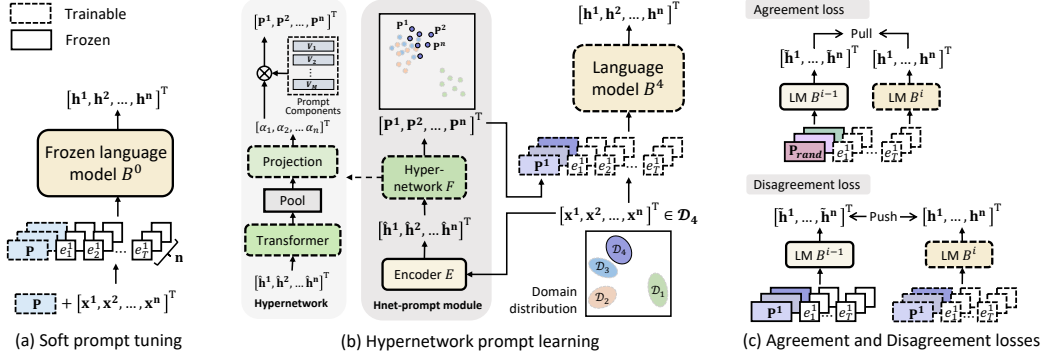 Trainable
Frozen
[h¹, h², ..., hⁿ]ᵀ
Frozen language
model B⁰
P e₁¹ e₂¹ ... e_T¹ n
P + [x¹, x², ..., xⁿ]ᵀ
(a) Soft prompt tuning
[P¹, P², ..., Pⁿ]ᵀ
V₁
V₂
⋮
V_M
Prompt
Components
[α₁, α₂, ... αₙ]ᵀ
Projection
Pool
Transformer
[ĥ¹, ĥ², ... ĥⁿ]ᵀ
Hypernetwork
P¹
P²
Pⁿ
[P¹, P², ..., Pⁿ]ᵀ
Hyper-
network F
[ĥ¹, ĥ², ... ĥⁿ]ᵀ
Encoder E
Hnet-prompt module
[h¹, h², ..., hⁿ]ᵀ
Language
model B⁴
P¹ e₁¹ e₂¹ ... e_T¹
[x¹, x², ..., xⁿ]ᵀ ∈ 𝒟₄
𝒟₄
𝒟₃
𝒟₂
𝒟₁
Domain
distribution
(b) Hypernetwork prompt learning
Agreement loss
Pull
[h̃¹, ..., h̃ⁿ]ᵀ [h¹, ..., hⁿ]ᵀ
LM Bⁱ⁻¹ LM Bⁱ
P_rand e₁¹ ... e_T¹
Disagreement loss
[h̃¹, ..., h̃ⁿ]ᵀ Push [h¹, ..., hⁿ]ᵀ
LM Bⁱ⁻¹ LM Bⁱ
P¹ e₁¹ ... e_T¹ P¹ e₁¹ ... e_T¹
(c) Agreement and Disagreement losses